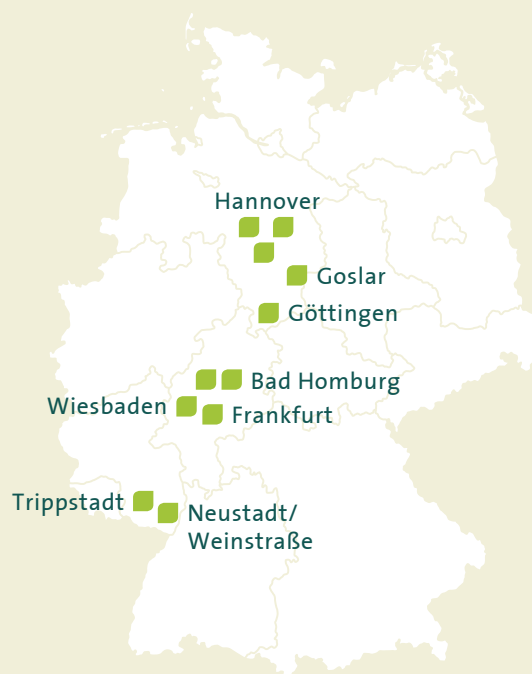 Hannover
Goslar
Göttingen
Bad Homburg
Wiesbaden
Frankfurt
Trippstadt
Neustadt/
Weinstraße